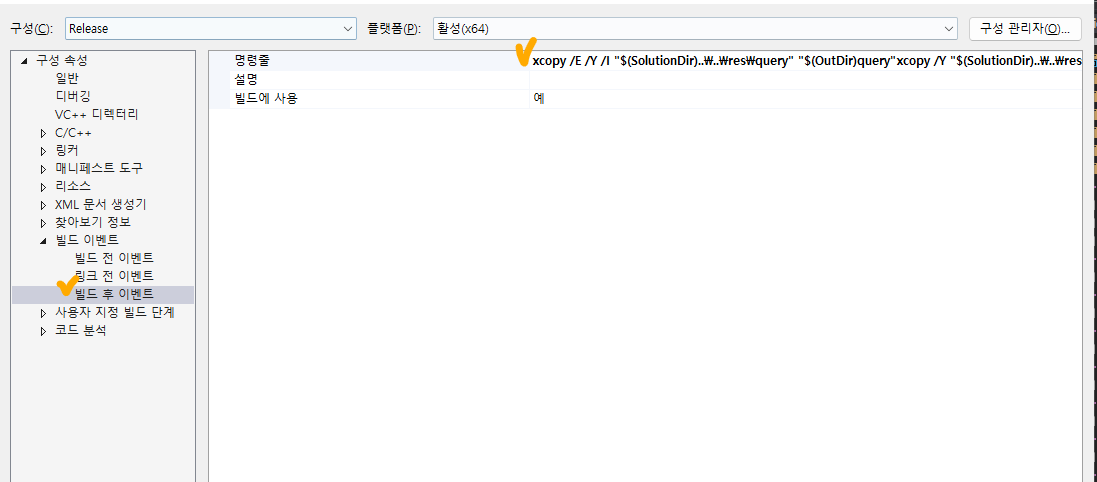 구성(C): Release 플랫폼(P): 활성(x64) 구성 관리자(O)...
구성 속성
일반
디버깅
VC++ 디렉터리
C/C++
링커
매니페스트 도구
리소스
XML 문서 생성기
찾아보기 정보
빌드 이벤트
빌드 전 이벤트
링크 전 이벤트
빌드 후 이벤트
사용자 지정 빌드 단계
코드 분석
명령줄 xcopy /E /Y /I "$(SolutionDir)..₩..₩res₩query" "$(OutDir)query"xcopy /Y "$(SolutionDir)..₩..₩res
설명
빌드에 사용 예